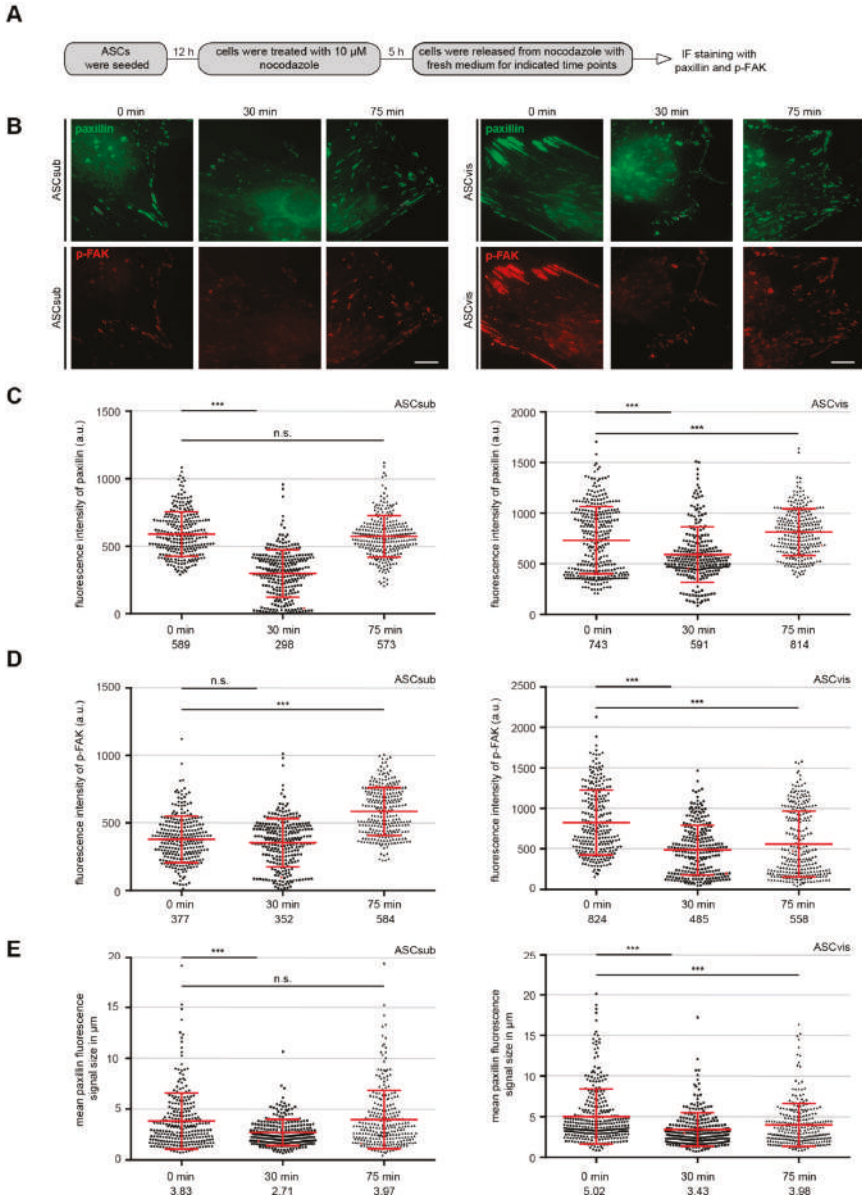 A
ASCs
were seeded
12 h
cells were treated with 10 µM
nocodazole
5 h
cells were released from nocodazole with
fresh medium for indicated time points
IF staining with
paxillin and p-FAK
B
0 min 30 min 75 min 0 min 30 min 75 min
ASCsub paxillin ASCvis paxillin
ASCsub p-FAK ASCvis p-FAK
C
fluorescence intensity of paxillin (a.u.)
1500
1000
500
0
***
n.s.
ASCsub
0 min 30 min 75 min
589 298 573
fluorescence intensity of paxillin (a.u.)
2000
1500
1000
500
0
***
***
ASCvis
0 min 30 min 75 min
743 591 814
D
fluorescence intensity of p-FAK (a.u.)
1500
1000
500
0
n.s.
***
ASCsub
0 min 30 min 75 min
377 352 584
fluorescence intensity of p-FAK (a.u.)
2500
2000
1500
1000
500
0
***
***
ASCvis
0 min 30 min 75 min
824 485 558
E
mean paxillin fluorescence
signal size in µm
20
15
10
5
0
***
n.s.
ASCsub
0 min 30 min 75 min
3.83 2.71 3.97
mean paxillin fluorescence
signal size in µm
25
20
15
10
5
0
***
***
ASCvis
0 min 30 min 75 min
5.02 3.43 3.98